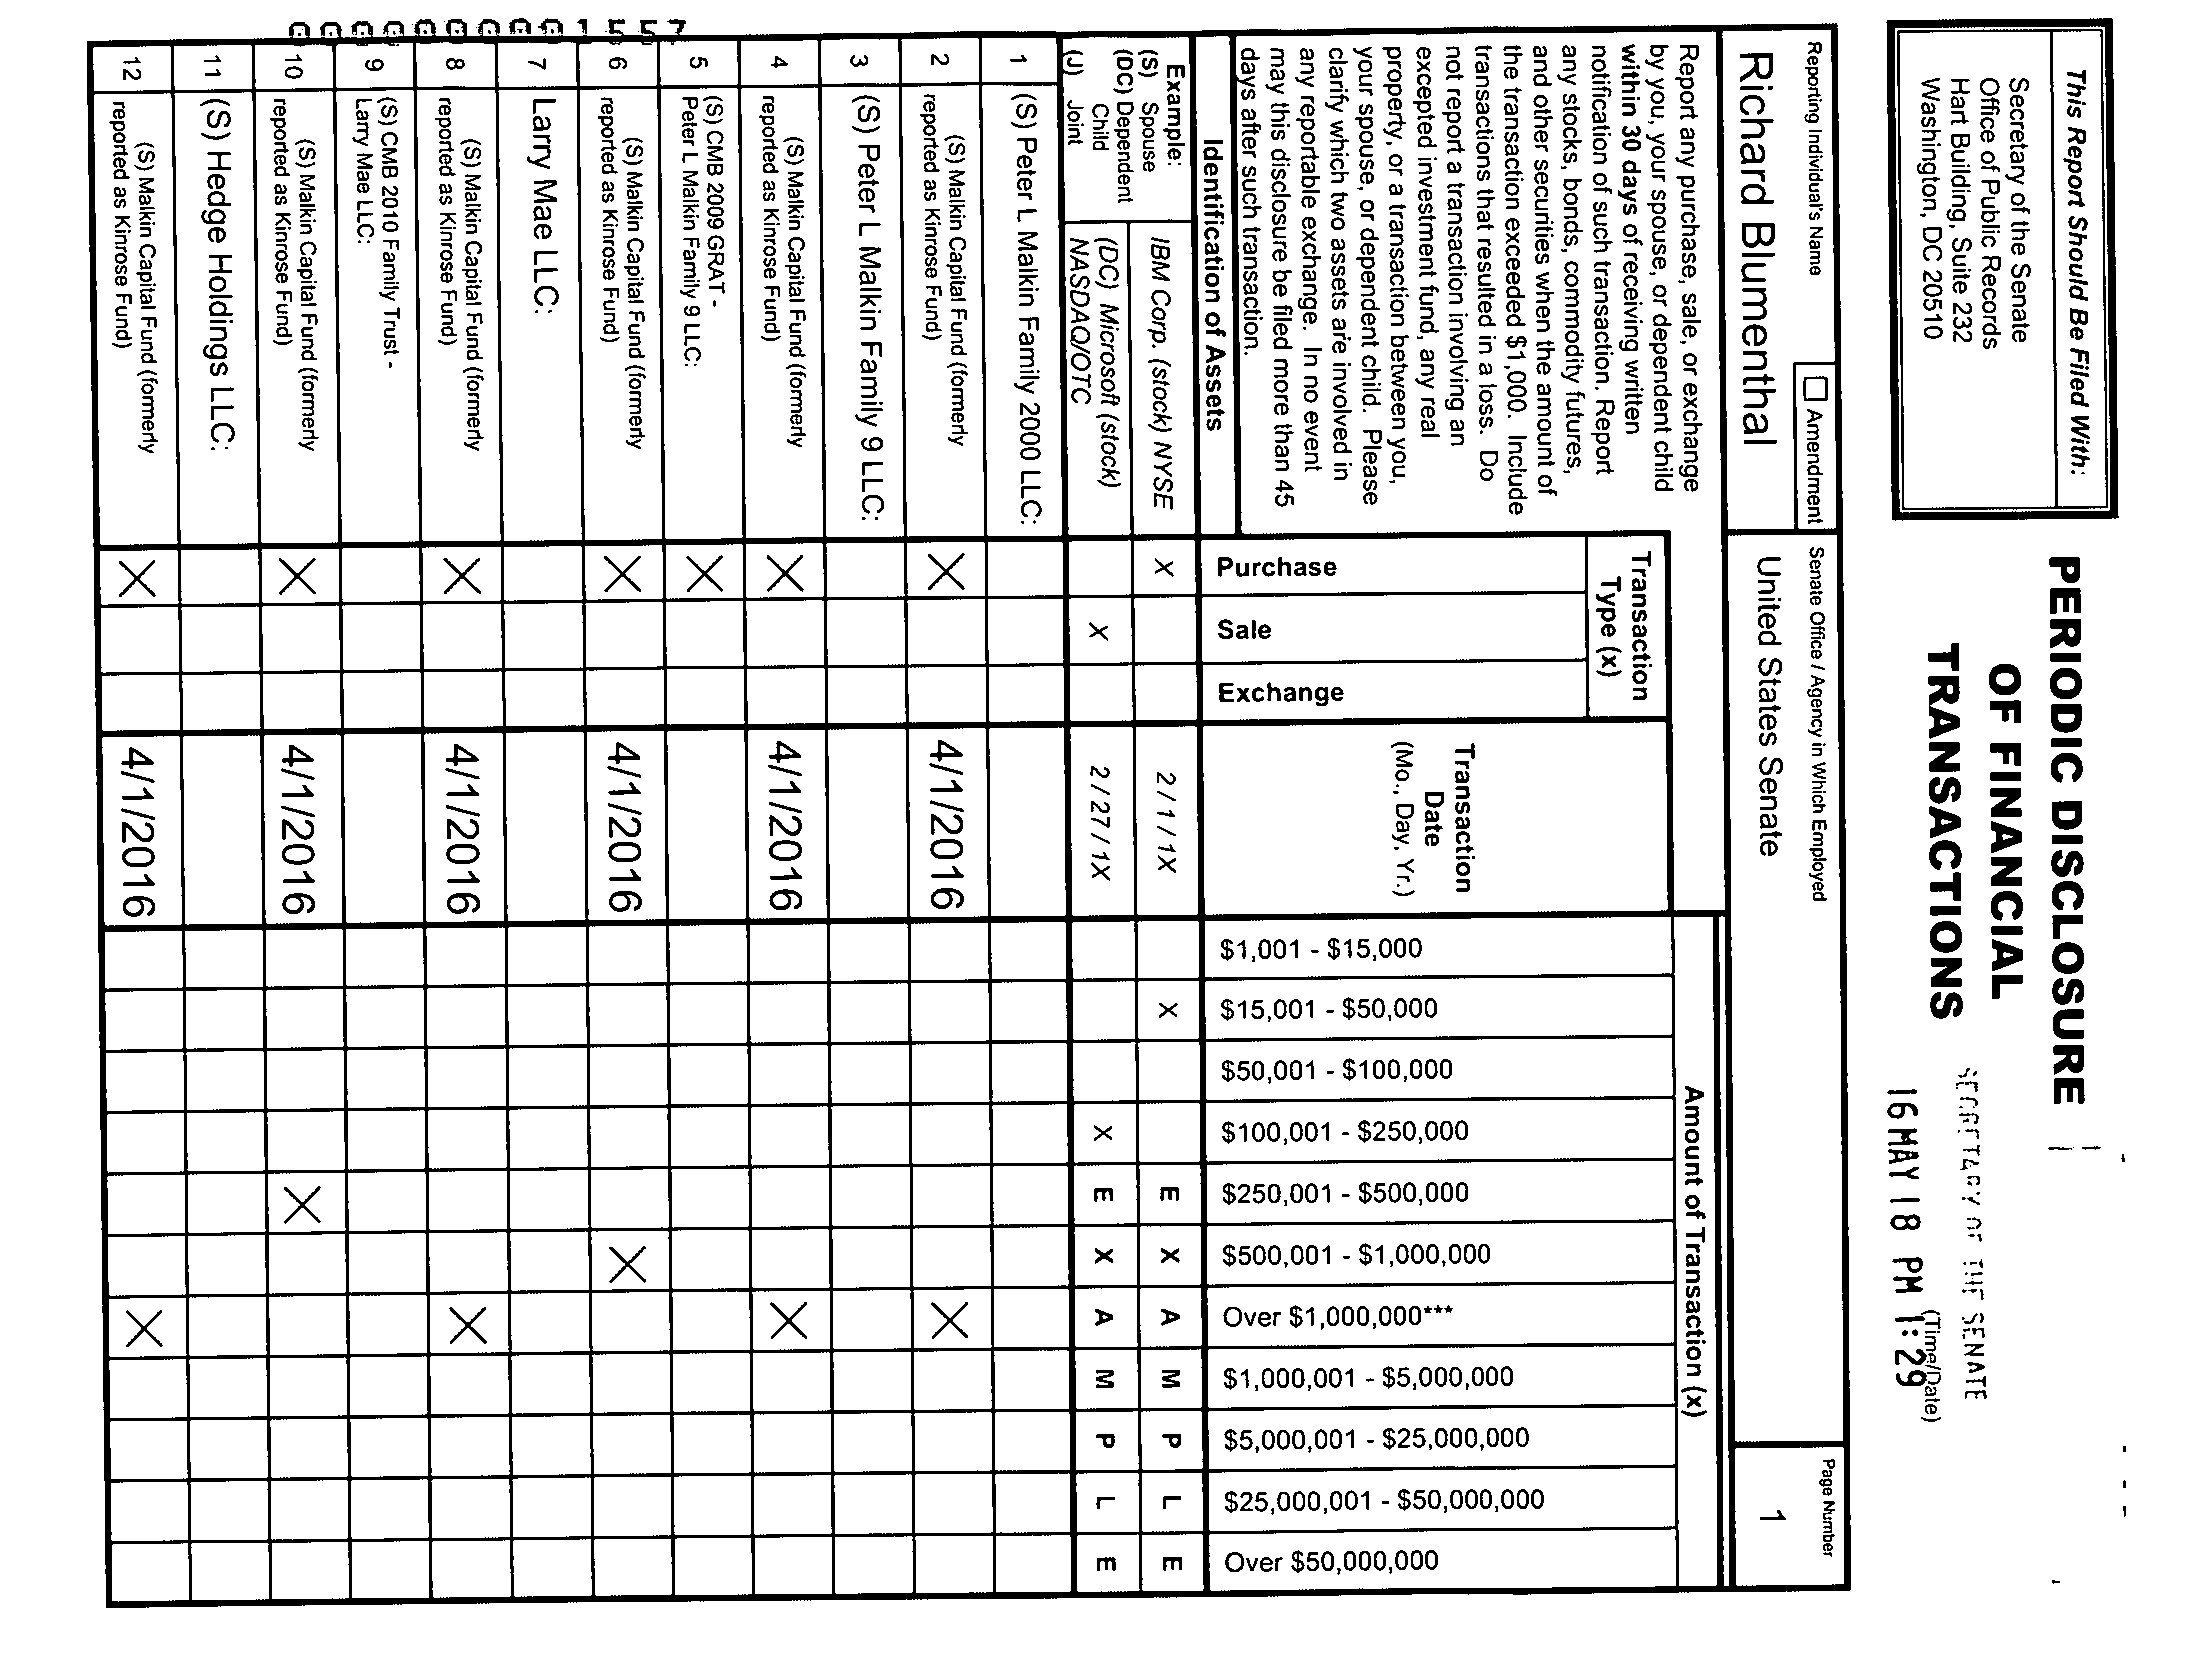 This Report Should Be Filed With:
Secretary of the Senate
Office of Public Records
Hart Building, Suite 232
Washington, DC 20510
PERIODIC DISCLOSURE
OF FINANCIAL
TRANSACTIONS
SECRETARY OF THE SENATE
(Time/Date)
16 MAY 18 PM 1:29
Reporting Individual's Name
☐ Amendment
Senate Office / Agency in Which Employed
Page Number
Richard Blumenthal
United States Senate
1
Report any purchase, sale, or exchange
by you, your spouse, or dependent child
within 30 days of receiving written
notification of such transaction. Report
any stocks, bonds, commodity futures,
and other securities when the amount of
the transaction exceeded $1,000. Include
transactions that resulted in a loss. Do
not report a transaction involving an
excepted investment fund, any real
property, or a transaction between you,
your spouse, or dependent child. Please
clarify which two assets are involved in
any reportable exchange. In no event
may this disclosure be filed more than 45
days after such transaction.
Transaction
Type (x)
Transaction
Date
(Mo., Day, Yr.)
Amount of Transaction (x)
Identification of Assets
Purchase
Sale
Exchange
$1,001 - $15,000
$15,001 - $50,000
$50,001 - $100,000
$100,001 - $250,000
$250,001 - $500,000
$500,001 - $1,000,000
Over $1,000,000***
$1,000,001 - $5,000,000
$5,000,001 - $25,000,000
$25,000,001 - $50,000,000
Over $50,000,000
Example:
(S) Spouse
(DC) Dependent
Child
(J) Joint
IBM Corp. (stock) NYSE X 2 / 1 / 1X X E X A M P L E
(DC) Microsoft (stock)
NASDAQ/OTC X 2 / 27 / 1X X E X A M P L E
1 (S) Peter L Malkin Family 2000 LLC:
2 (S) Malkin Capital Fund (formerly
reported as Kinrose Fund) X 4/1/2016 X
3 (S) Peter L Malkin Family 9 LLC:
4 (S) Malkin Capital Fund (formerly
reported as Kinrose Fund) X 4/1/2016 X
5 (S) CMB 2009 GRAT -
Peter L Malkin Family 9 LLC: X
6 (S) Malkin Capital Fund (formerly
reported as Kinrose Fund) X 4/1/2016 X
7 Larry Mae LLC:
8 (S) Malkin Capital Fund (formerly
reported as Kinrose Fund) X 4/1/2016 X
9 (S) CMB 2010 Family Trust -
Larry Mae LLC:
10 (S) Malkin Capital Fund (formerly
reported as Kinrose Fund) X 4/1/2016 X
11 (S) Hedge Holdings LLC:
12 (S) Malkin Capital Fund (formerly
reported as Kinrose Fund) X 4/1/2016 X